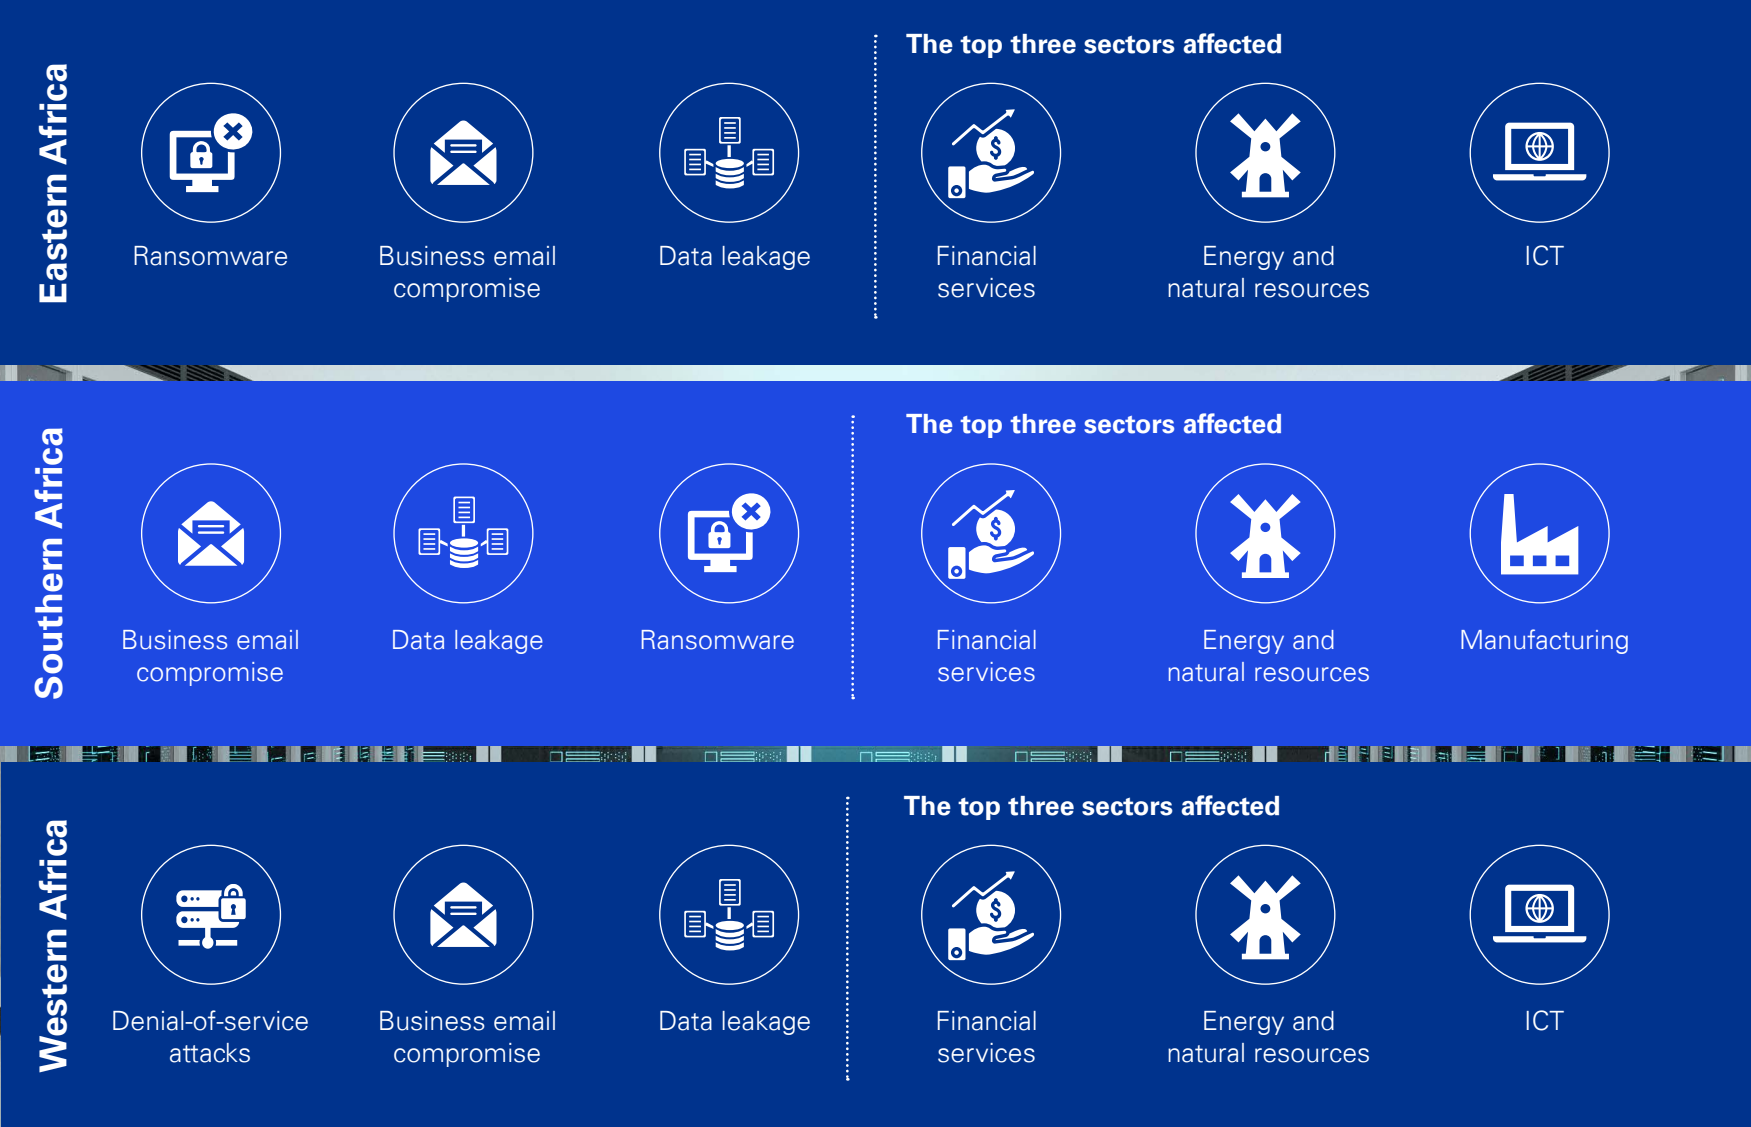 Eastern Africa
The top three sectors affected
Ransomware
Business email
compromise
Data leakage
Financial
services
Energy and
natural resources
ICT
Southern Africa
The top three sectors affected
Business email
compromise
Data leakage
Ransomware
Financial
services
Energy and
natural resources
Manufacturing
Western Africa
The top three sectors affected
Denial-of-service
attacks
Business email
compromise
Data leakage
Financial
services
Energy and
natural resources
ICT